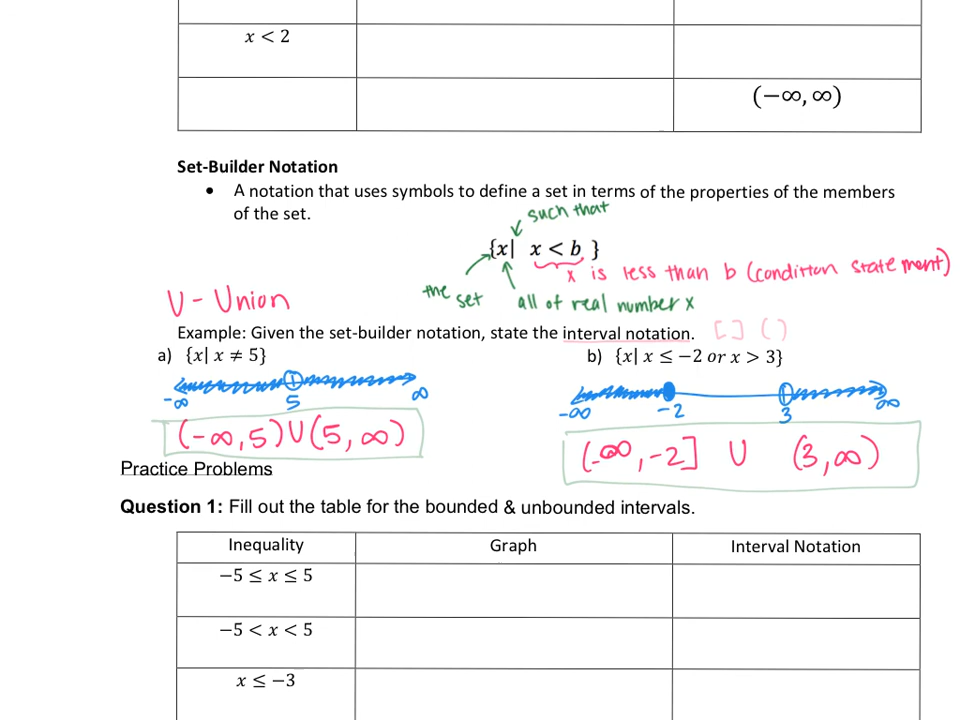 x < 2
(−∞, ∞)
Set-Builder Notation
• A notation that uses symbols to define a set in terms of the properties of the members
of the set.
such that
{x| x < b }
x is less than b (condition statement)
the set
all of real number x
U - Union
Example: Given the set-builder notation, state the interval notation. [ ] ( )
a) {x| x ≠ 5}
b) {x| x ≤ −2 or x > 3}
-∞ 5 ∞
-∞ -2 3 ∞
(-∞,5)U(5,∞)
(-∞,-2] U (3,∞)
Practice Problems
Question 1: Fill out the table for the bounded & unbounded intervals.
Inequality Graph Interval Notation
−5 ≤ x ≤ 5
−5 < x < 5
x ≤ −3